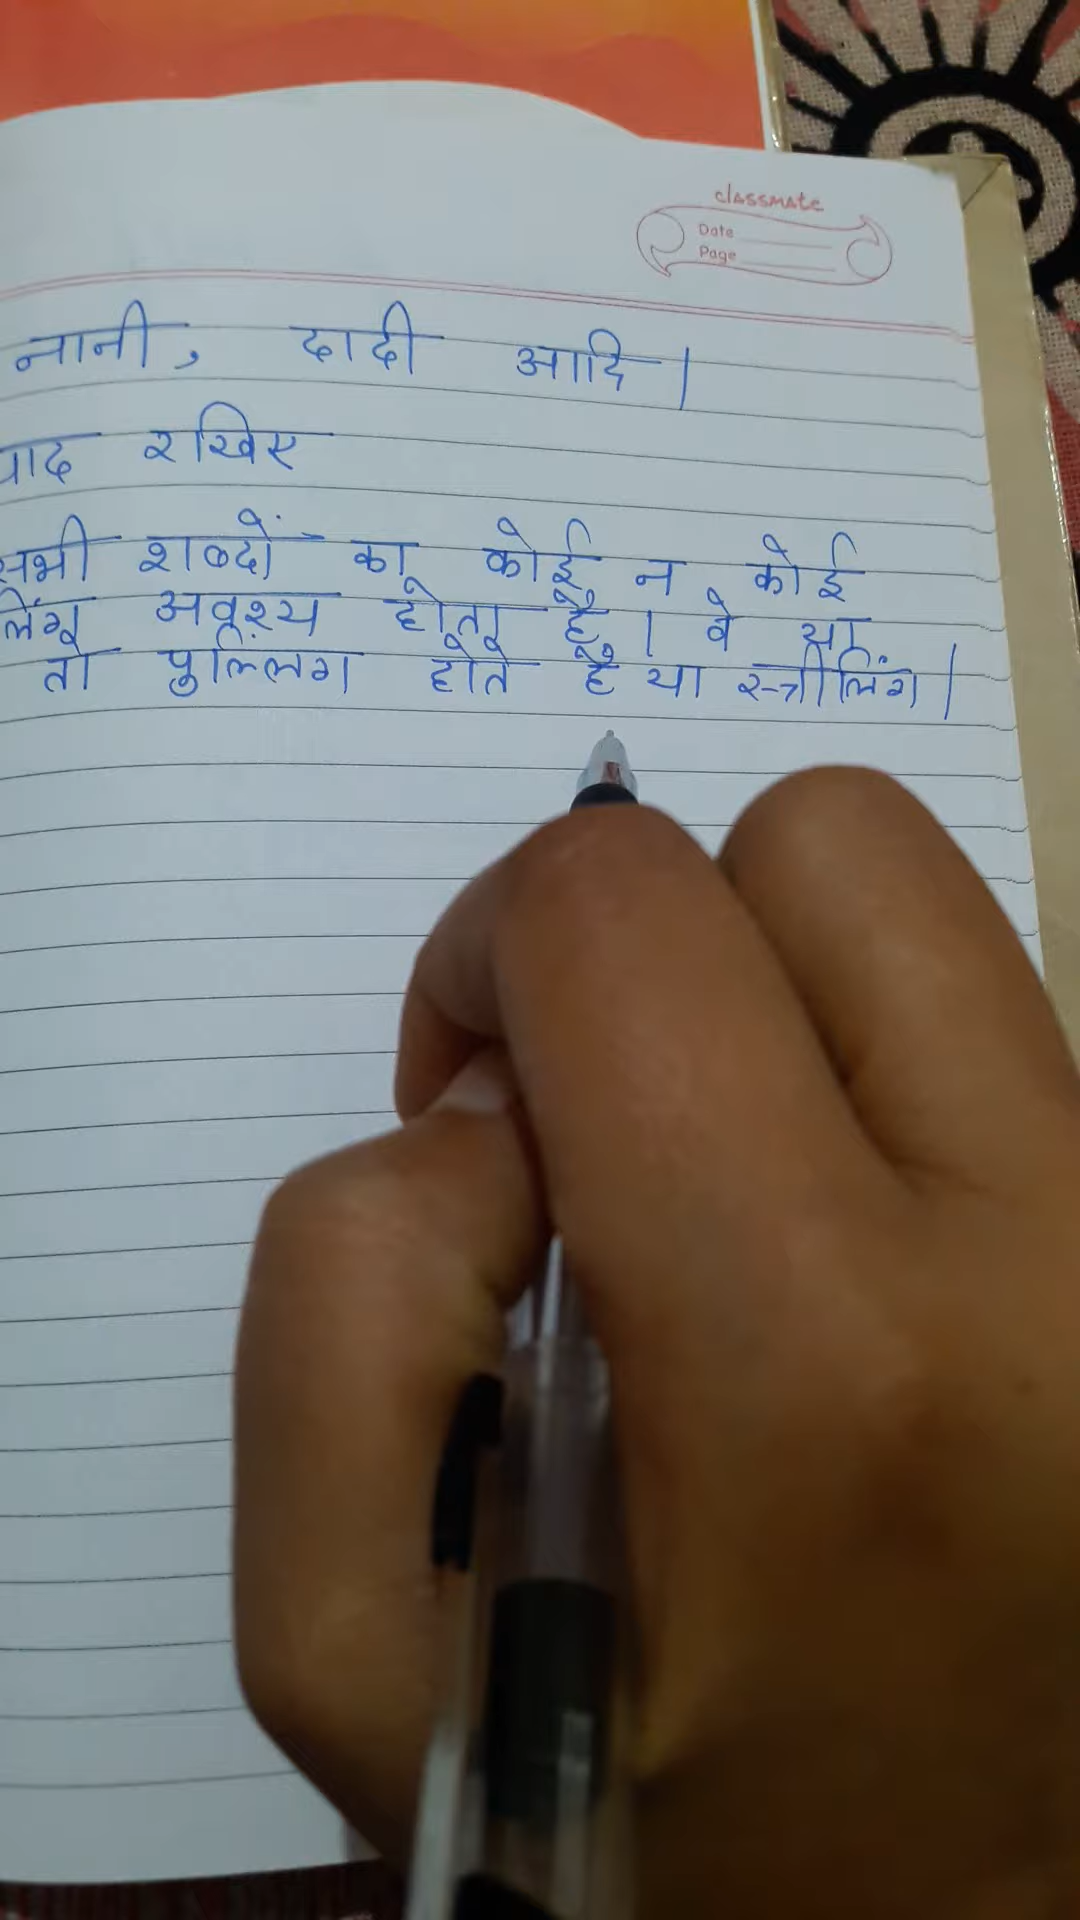 classmate
Date
Page
नानी, दादी आदि।
याद रखिए
सभी शब्दों का कोई न कोई
लिंग अवश्य होता है। वे या
तो पुल्लिग होते है या स्त्रीलिंग।